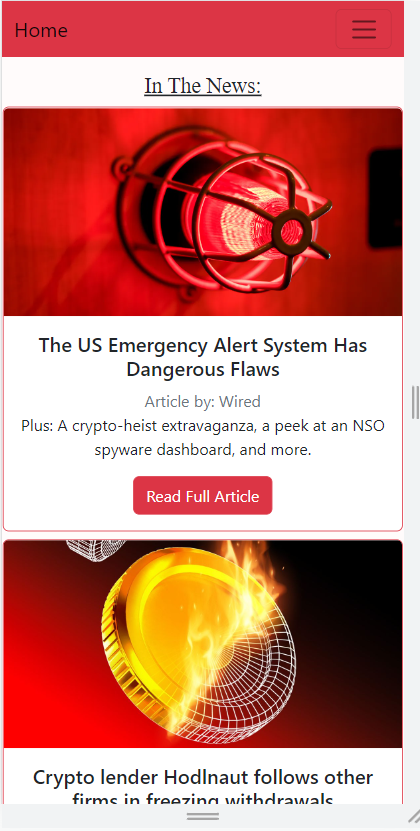 Home
In The News:
The US Emergency Alert System Has
Dangerous Flaws
Article by: Wired
Plus: A crypto-heist extravaganza, a peek at an NSO
spyware dashboard, and more.
Read Full Article
Crypto lender Hodlnaut follows other
firms in freezing withdrawals